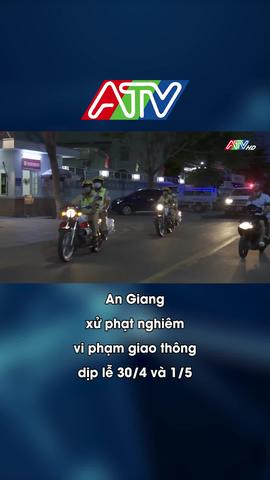 ATV
ATV HD
An Giang
xử phạt nghiêm
vi phạm giao thông
dịp lễ 30/4 và 1/5